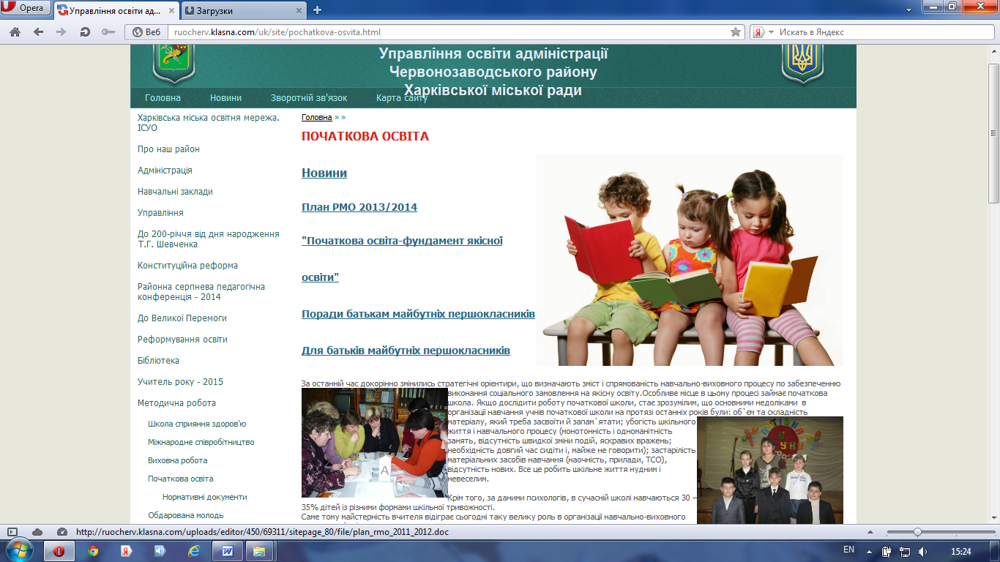 Opera
Управління освіти ад...
Загрузки
Веб
ruocherv.klasna.com/uk/site/pochatkova-osvita.html
Искать в Яндекс
Управління освіти адміністрації
Червонозаводського району
Харківської міської ради
Головна
Новини
Зворотній зв'язок
Карта сайту
Харківська міська освітня мережа.
ІСУО
Про наш район
Адміністрація
Навчальні заклади
Управління
До 200-річчя від дня народження
Т.Г. Шевченка
Конституційна реформа
Районна серпнева педагогічна
конференція - 2014
До Великої Перемоги
Реформування освіти
Бібліотека
Учитель року - 2015
Методична робота
Школа сприяння здоров'ю
Міжнародне співробітництво
Виховна робота
Початкова освіта
Нормативні документи
Обдарована молодь
Головна » »
ПОЧАТКОВА ОСВІТА
Новини
План РМО 2013/2014
"Початкова освіта-фундамент якісної
освіти"
Поради батькам майбутніх першокласників
Для батьків майбутніх першокласників
За останній час докорінно змінились стратегічні орієнтири, що визначають зміст і спрямованість навчально-виховного процесу по забезпеченню
виконання соціального замовлення на якісну освіту.Особливе місце в цьому процесі займає початкова
школа. Якщо дослідити роботу початкової школи, стає зрозумілим, що основними недоліками в
організації навчання учнів початкової школи на протязі останніх років були: об`єм та складність
матеріалу, який треба засвоїти й запам`ятати; убогість шкільного
життя і навчального процесу (монотонність і одноманітність
занять, відсутність швидкої зміни подій, яскравих вражень;
необхідність довгий час сидіти і, майже не говорити); застарілість
матеріальних засобів навчання (наочність, прилади, ТСО),
відсутність нових. Все це робить шкільне життя нудним і
невеселим.
Крім того, за даними психологів, в сучасній школі навчаються 30 –
35% дітей із різними формами шкільної тривожності.
Саме тому майстерність вчителя відіграє сьогодні таку велику роль в організації навчально-виховного
А
http://ruocherv.klasna.com/uploads/editor/450/69311/sitepage_80/file/plan_rmo_2011_2012.doc
EN
15:24